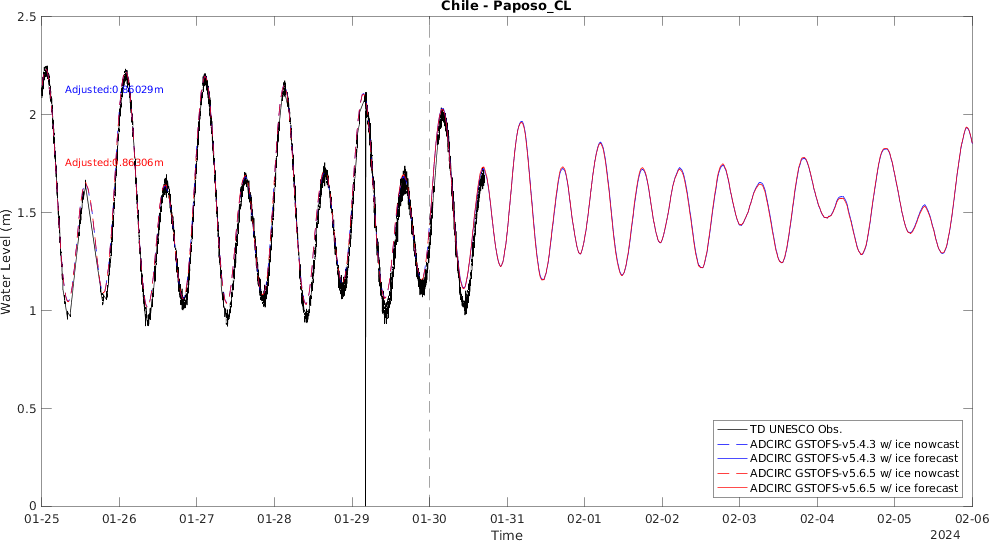 Chile - Paposo_CL
2.5
2
1.5
1
0.5
0
Water Level (m)
Adjusted:0.86029m
Adjusted:0.86306m
TD UNESCO Obs.
ADCIRC GSTOFS-v5.4.3 w/ ice nowcast
ADCIRC GSTOFS-v5.4.3 w/ ice forecast
ADCIRC GSTOFS-v5.6.5 w/ ice nowcast
ADCIRC GSTOFS-v5.6.5 w/ ice forecast
01-25 01-26 01-27 01-28 01-29 01-30 01-31 02-01 02-02 02-03 02-04 02-05 02-06
Time
2024